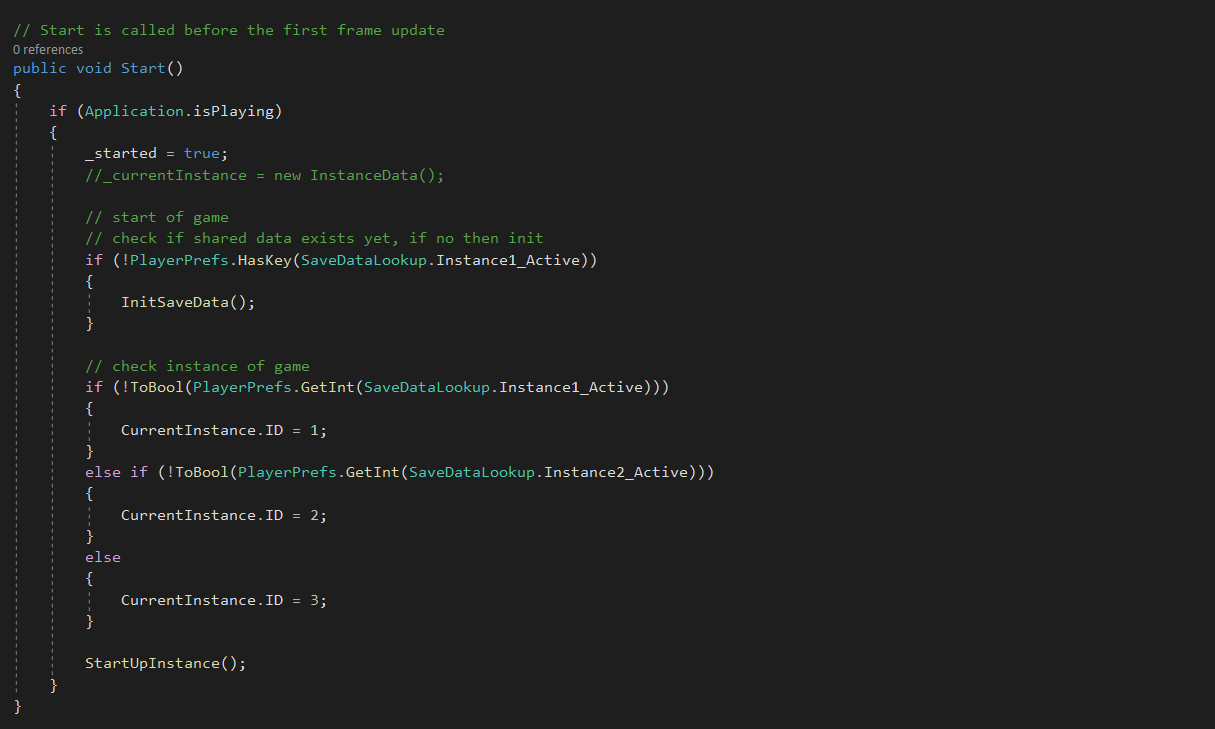 // Start is called before the first frame update
0 references
public void Start()
{
if (Application.isPlaying)
{
_started = true;
//_currentInstance = new InstanceData();
// start of game
// check if shared data exists yet, if no then init
if (!PlayerPrefs.HasKey(SaveDataLookup.Instance1_Active))
{
InitSaveData();
}
// check instance of game
if (!ToBool(PlayerPrefs.GetInt(SaveDataLookup.Instance1_Active)))
{
CurrentInstance.ID = 1;
}
else if (!ToBool(PlayerPrefs.GetInt(SaveDataLookup.Instance2_Active)))
{
CurrentInstance.ID = 2;
}
else
{
CurrentInstance.ID = 3;
}
StartUpInstance();
}
}